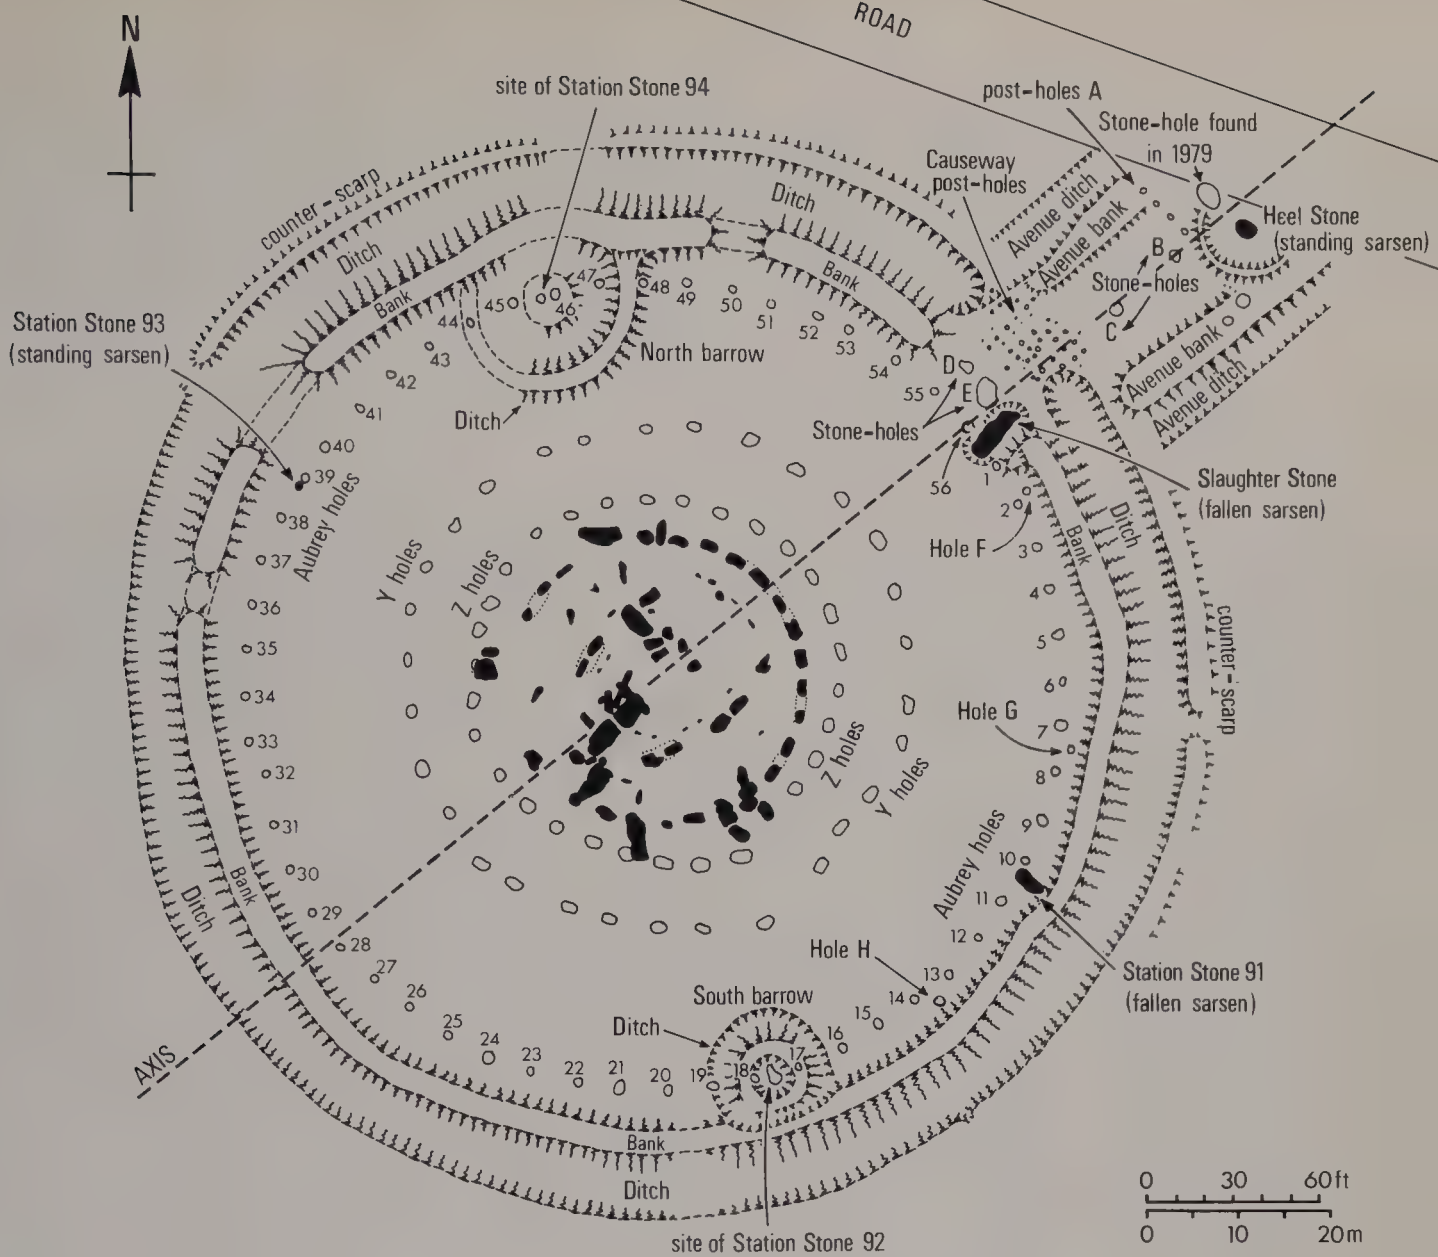 ROAD
N
site of Station Stone 94
post-holes A
Stone-hole found
in 1979
Causeway
post-holes
counter-scarp
Ditch
Ditch
Avenue ditch
Avenue bank
Heel Stone
(standing sarsen)
B
Stone-holes
C
Bank
Bank
Station Stone 93
(standing sarsen)
North barrow
Ditch
Avenue bank
Avenue ditch
D
E
Stone-holes
Slaughter Stone
(fallen sarsen)
Hole F
Bank
Ditch
counter-scarp
Aubrey holes
Y holes
Z holes
Hole G
Z holes
Y holes
Aubrey holes
Hole H
Station Stone 91
(fallen sarsen)
South barrow
Ditch
Bank
Ditch
AXIS
Bank
Ditch
site of Station Stone 92
1
2
3
4
5
6
7
8
9
10
11
12
13
14
15
16
17
18
19
20
21
22
23
24
25
26
27
28
29
30
31
32
33
34
35
36
37
38
39
40
41
42
43
44
45
46
47
48
49
50
51
52
53
54
55
56
0 30 60ft
0 10 20m